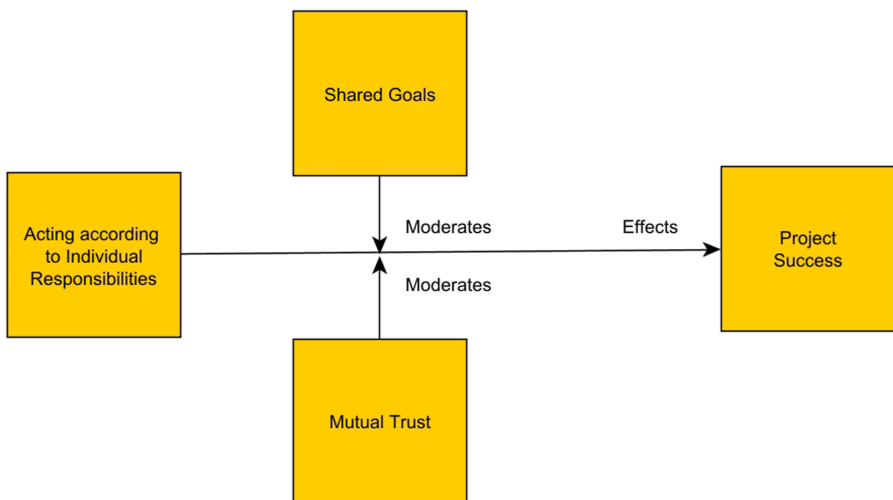 Shared Goals
Acting according
to Individual
Responsibilities
Moderates
Effects
Project
Success
Moderates
Mutual Trust